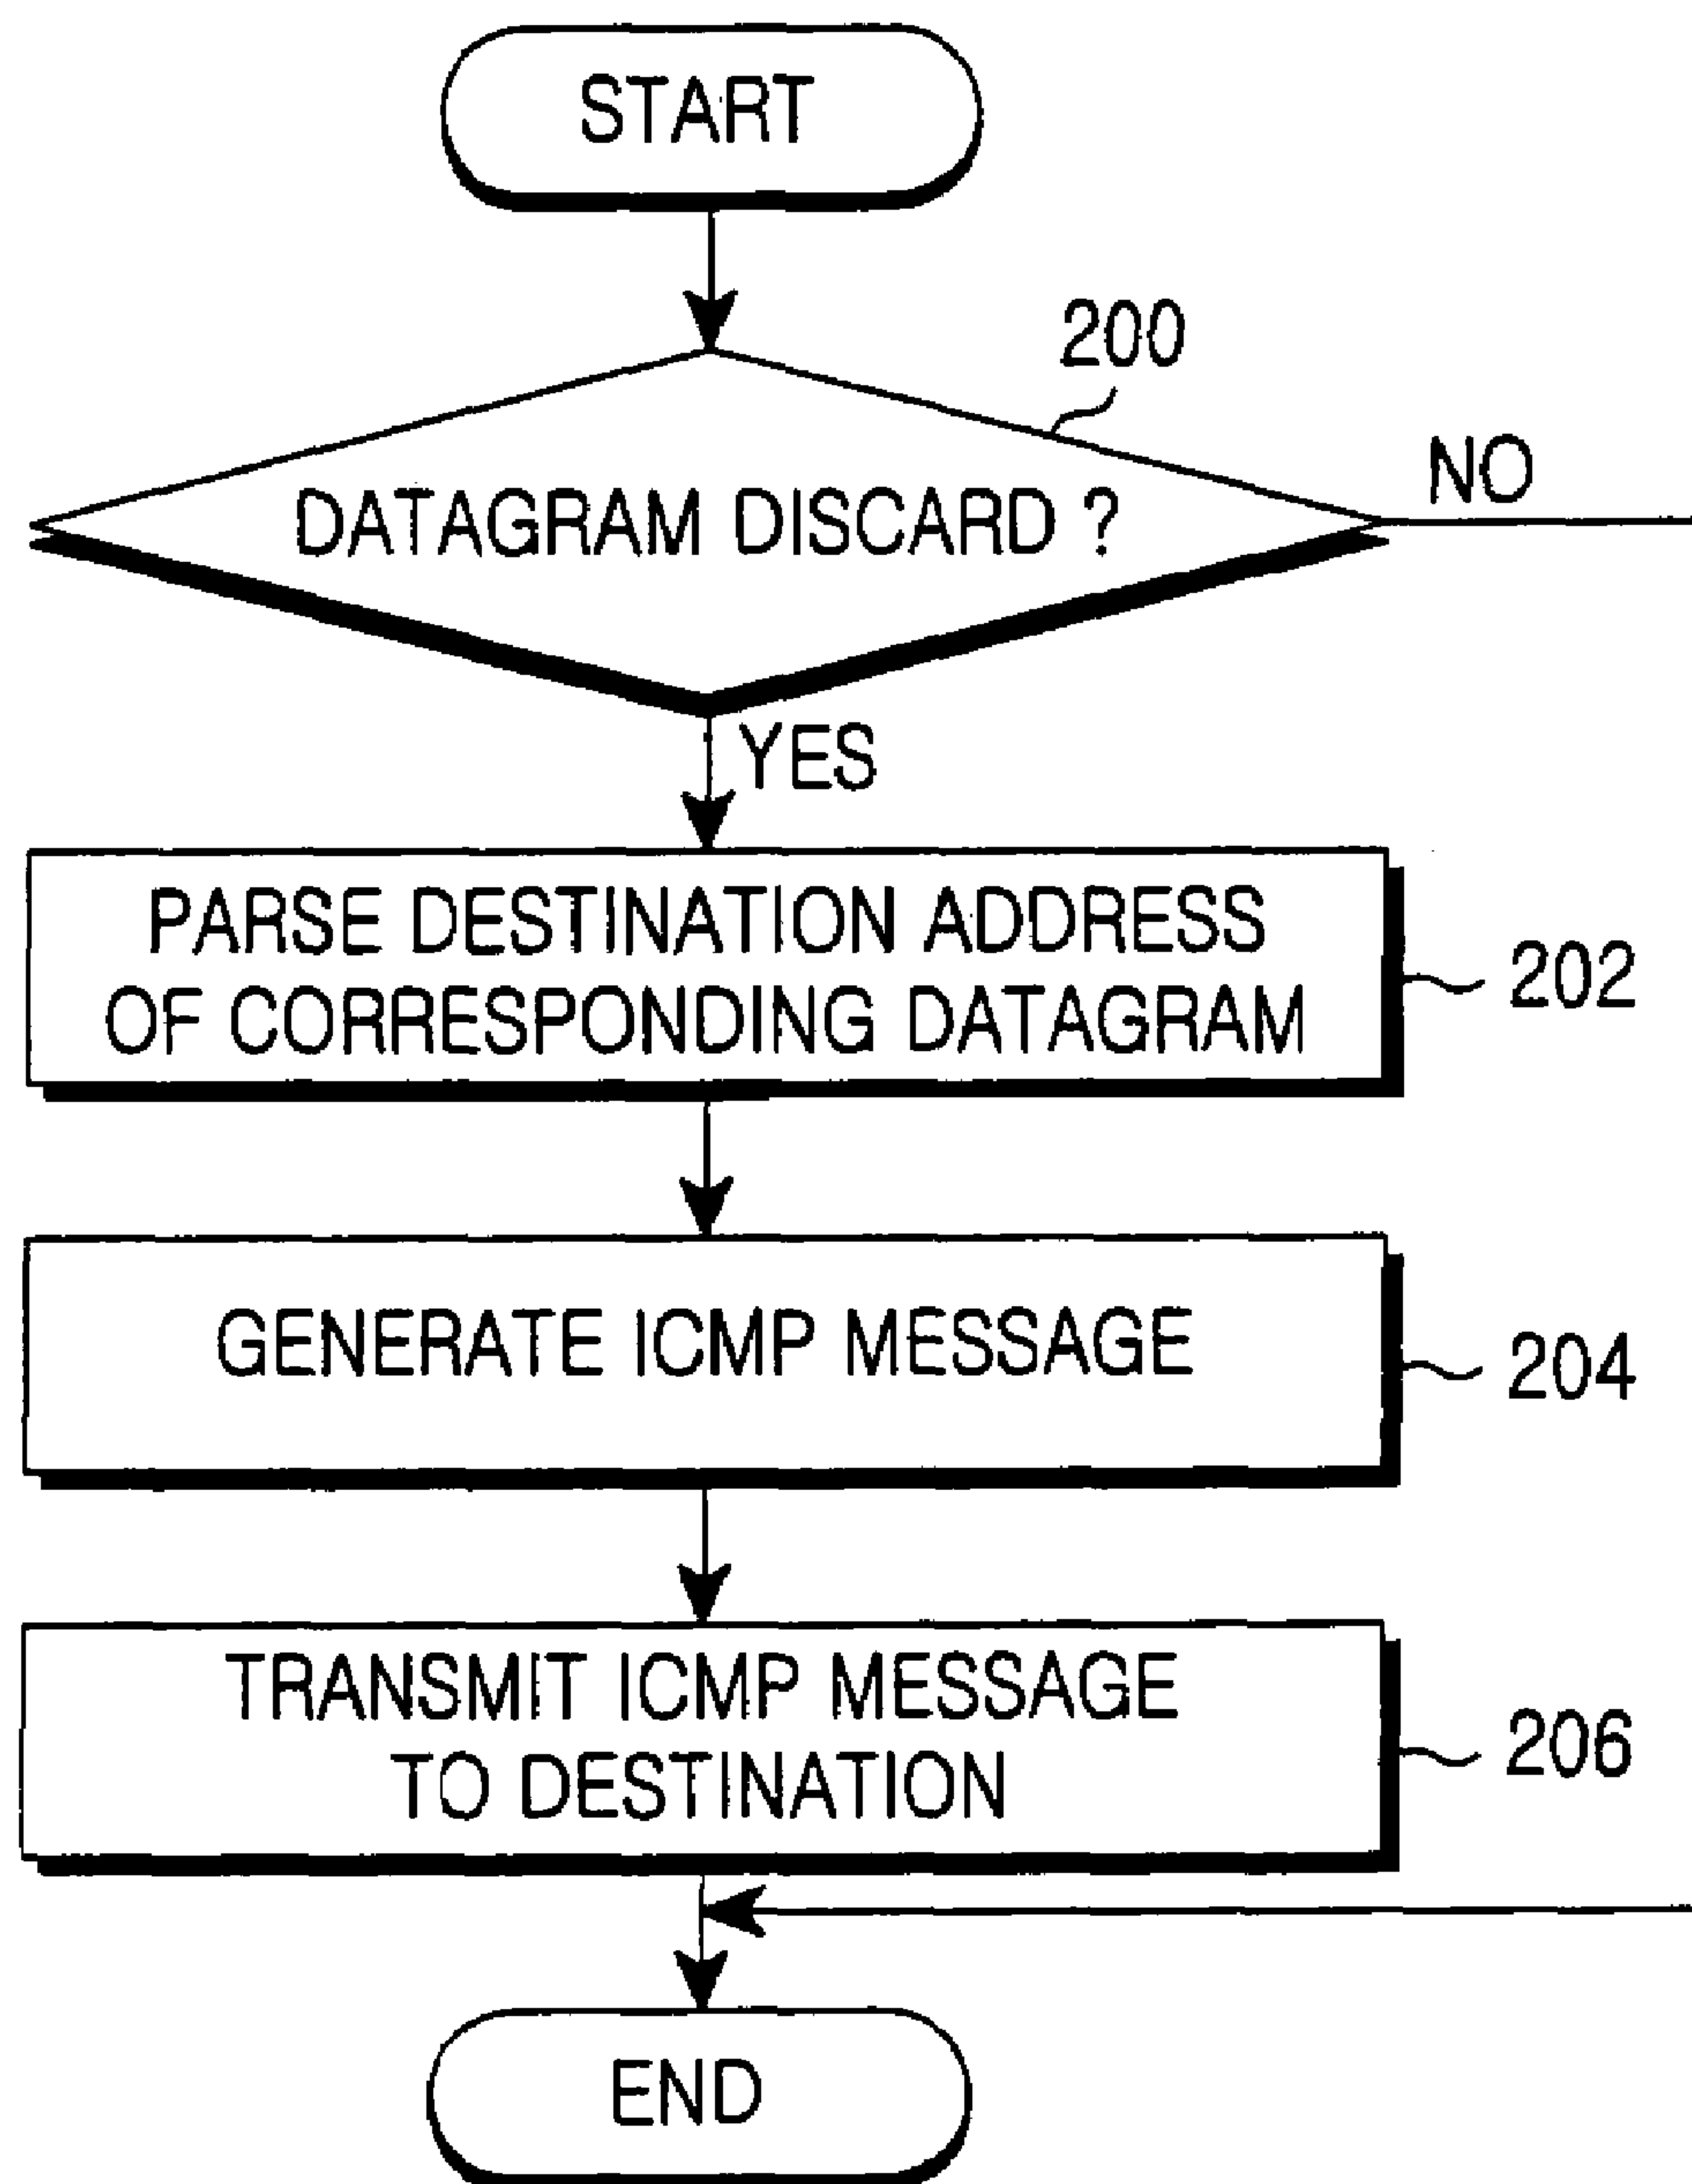 START
200
DATAGRAM DISCARD ?
NO
YES
PARSE DESTINATION ADDRESS
OF CORRESPONDING DATAGRAM
202
GENERATE ICMP MESSAGE
204
TRANSMIT ICMP MESSAGE
TO DESTINATION
206
END